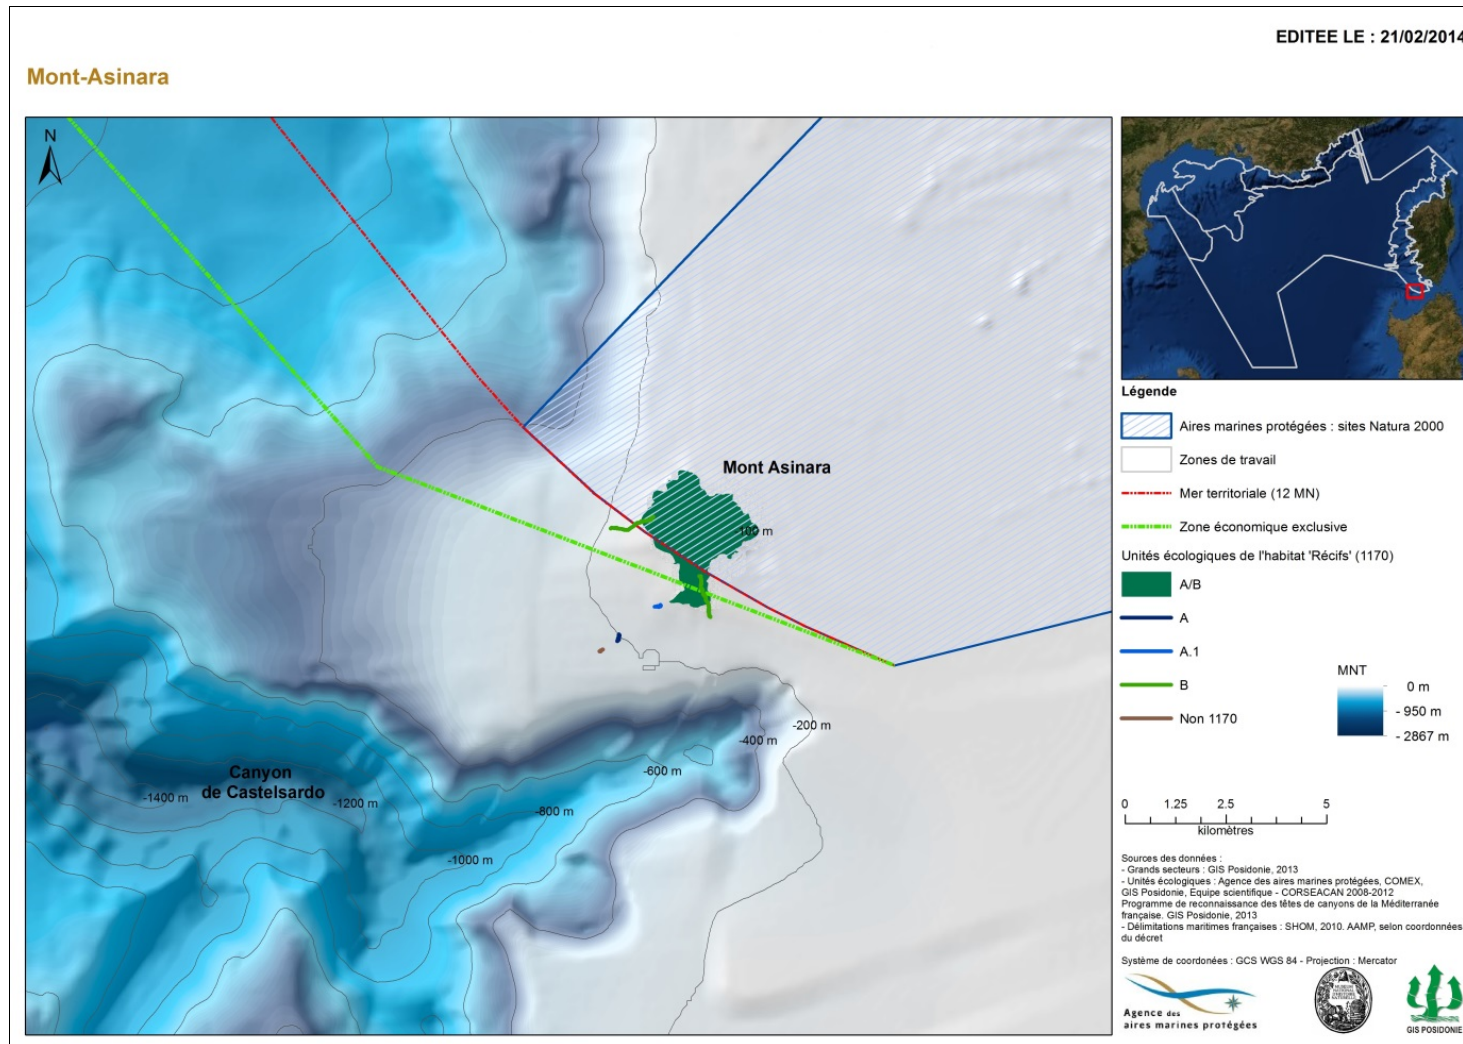 EDITEE LE : 21/02/2014
Mont-Asinara
N
Mont Asinara
100 m
-200 m
-400 m
-600 m
-800 m
-1000 m
-1200 m
-1400 m
Canyon
de Castelsardo
Légende
Aires marines protégées : sites Natura 2000
Zones de travail
Mer territoriale (12 MN)
Zone économique exclusive
Unités écologiques de l'habitat 'Récifs' (1170)
A/B
A
A.1
B
Non 1170
MNT
0 m
- 950 m
- 2867 m
0 1.25 2.5 5
kilomètres
Sources des données :
- Grands secteurs : GIS Posidonie, 2013
- Unités écologiques : Agence des aires marines protégées, COMEX,
GIS Posidonie, Equipe scientifique - CORSEACAN 2008-2012
Programme de reconnaissance des têtes de canyons de la Méditerranée
française. GIS Posidonie, 2013
- Délimitations maritimes françaises : SHOM, 2010. AAMP, selon coordonnées
du décret
Système de coordonées : GCS WGS 84 - Projection : Mercator
Agence des
aires marines protégées
GIS POSIDONIE